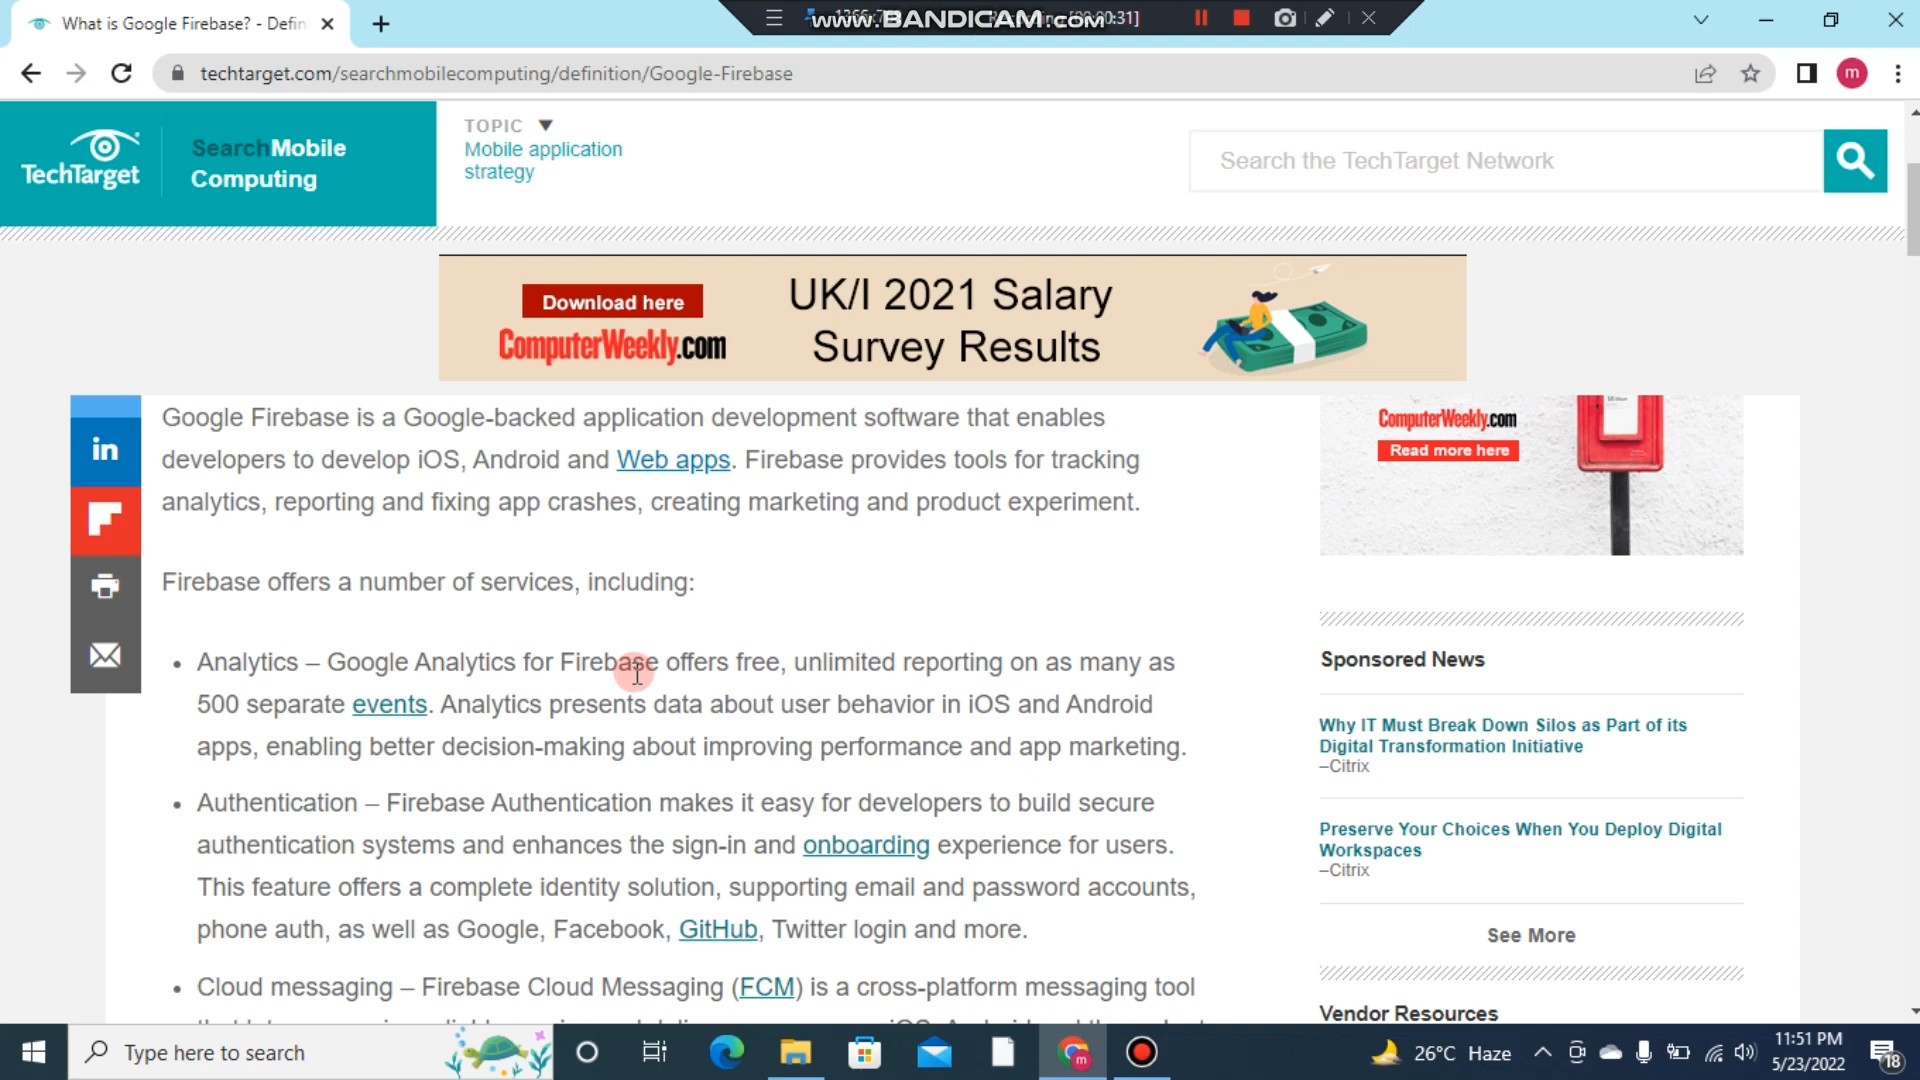 What is Google Firebase? - Defin
www.BANDICAM.com
:31]
techtarget.com/searchmobilecomputing/definition/Google-Firebase
m
TechTarget
SearchMobile
Computing
TOPIC ▼
Mobile application
strategy
Search the TechTarget Network
Download here
ComputerWeekly.com
UK/I 2021 Salary
Survey Results
Google Firebase is a Google-backed application development software that enables
developers to develop iOS, Android and Web apps. Firebase provides tools for tracking
analytics, reporting and fixing app crashes, creating marketing and product experiment.
Firebase offers a number of services, including:
• Analytics – Google Analytics for Firebase offers free, unlimited reporting on as many as
500 separate events. Analytics presents data about user behavior in iOS and Android
apps, enabling better decision-making about improving performance and app marketing.
• Authentication – Firebase Authentication makes it easy for developers to build secure
authentication systems and enhances the sign-in and onboarding experience for users.
This feature offers a complete identity solution, supporting email and password accounts,
phone auth, as well as Google, Facebook, GitHub, Twitter login and more.
• Cloud messaging – Firebase Cloud Messaging (FCM) is a cross-platform messaging tool
in
ComputerWeekly.com
Read more here
Sponsored News
Why IT Must Break Down Silos as Part of its
Digital Transformation Initiative
–Citrix
Preserve Your Choices When You Deploy Digital
Workspaces
–Citrix
See More
Vendor Resources
Type here to search
m
26°C Haze
11:51 PM
5/23/2022
18